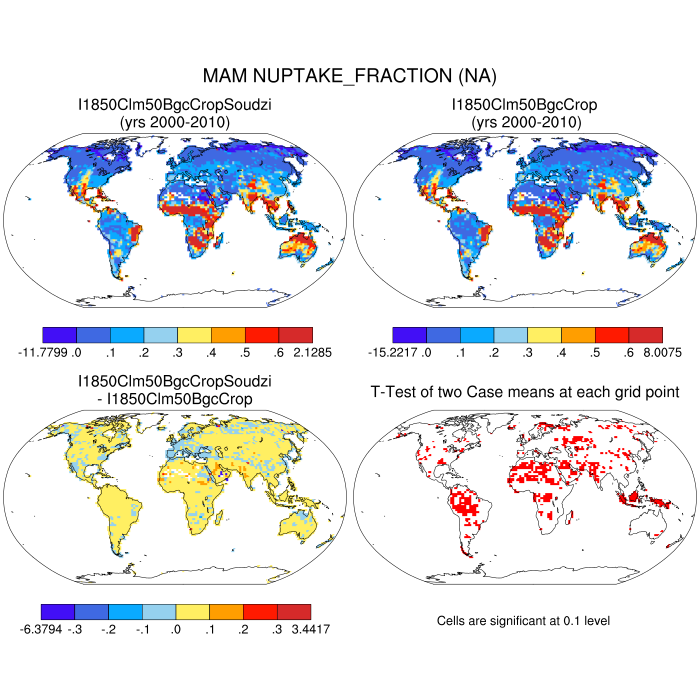 MAM NUPTAKE_FRACTION (NA)
I1850Clm50BgcCropSoudzi
(yrs 2000-2010)
I1850Clm50BgcCrop
(yrs 2000-2010)
-11.7799 .0 .1 .2 .3 .4 .5 .6 2.1285
-15.2217 .0 .1 .2 .3 .4 .5 .6 8.0075
I1850Clm50BgcCropSoudzi
- I1850Clm50BgcCrop
T-Test of two Case means at each grid point
-6.3794 -.3 -.2 -.1 .0 .1 .2 .3 3.4417
Cells are significant at 0.1 level